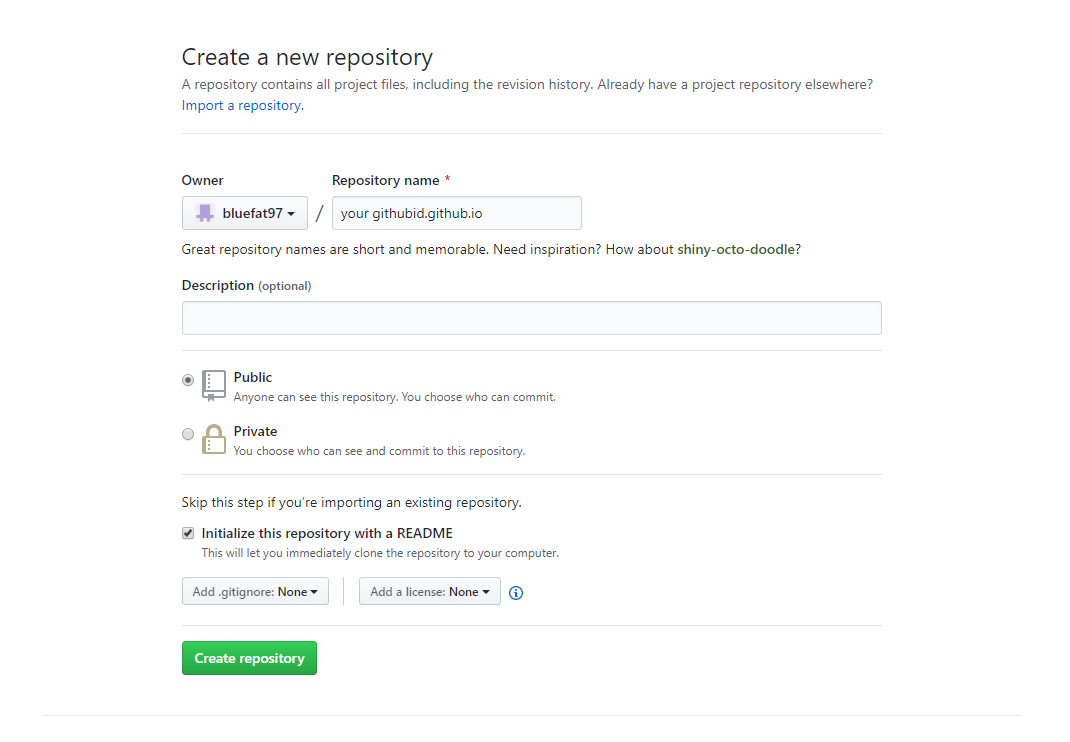 Create a new repository
A repository contains all project files, including the revision history. Already have a project repository elsewhere?
Import a repository.
Owner
Repository name *
bluefat97 / your githubid.github.io
Great repository names are short and memorable. Need inspiration? How about shiny-octo-doodle?
Description (optional)
Public
Anyone can see this repository. You choose who can commit.
Private
You choose who can see and commit to this repository.
Skip this step if you’re importing an existing repository.
Initialize this repository with a README
This will let you immediately clone the repository to your computer.
Add .gitignore: None
Add a license: None
Create repository